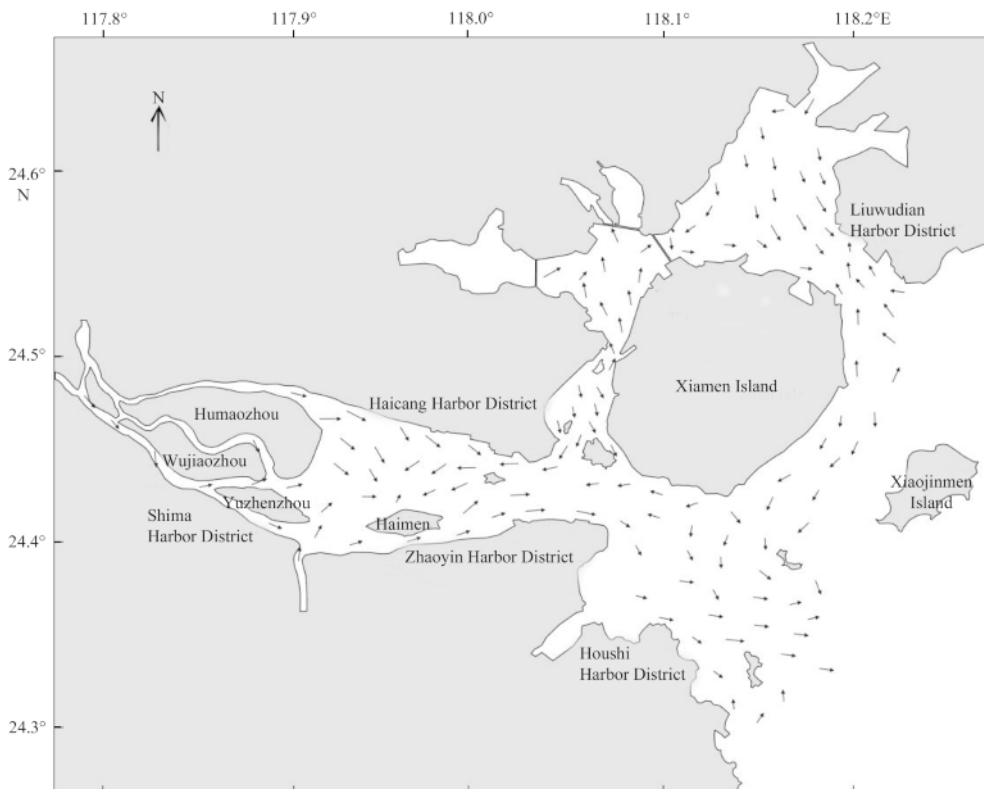 117.8°
117.9°
118.0°
118.1°
118.2°E
N
24.6°
N
Liuwudian
Harbor District
24.5°
Xiamen Island
Haicang Harbor District
Humaozhou
Wujiaozhou
Xiaojinmen
Island
Yuzhenzhou
Shima
Harbor District
Haimen
24.4°
Zhaoyin Harbor District
Houshi
Harbor District
24.3°